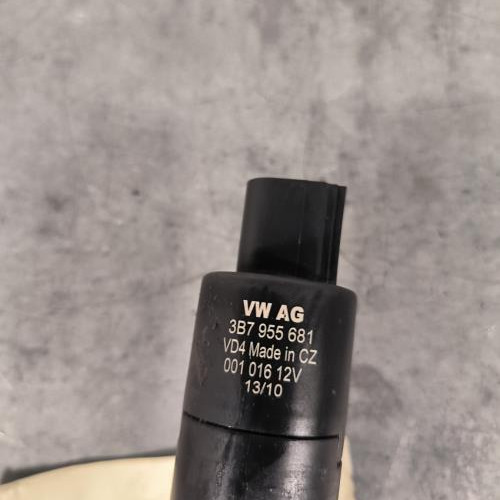 VW AG
3B7 955 681
VD4 Made in CZ
001 016 12V
13/10